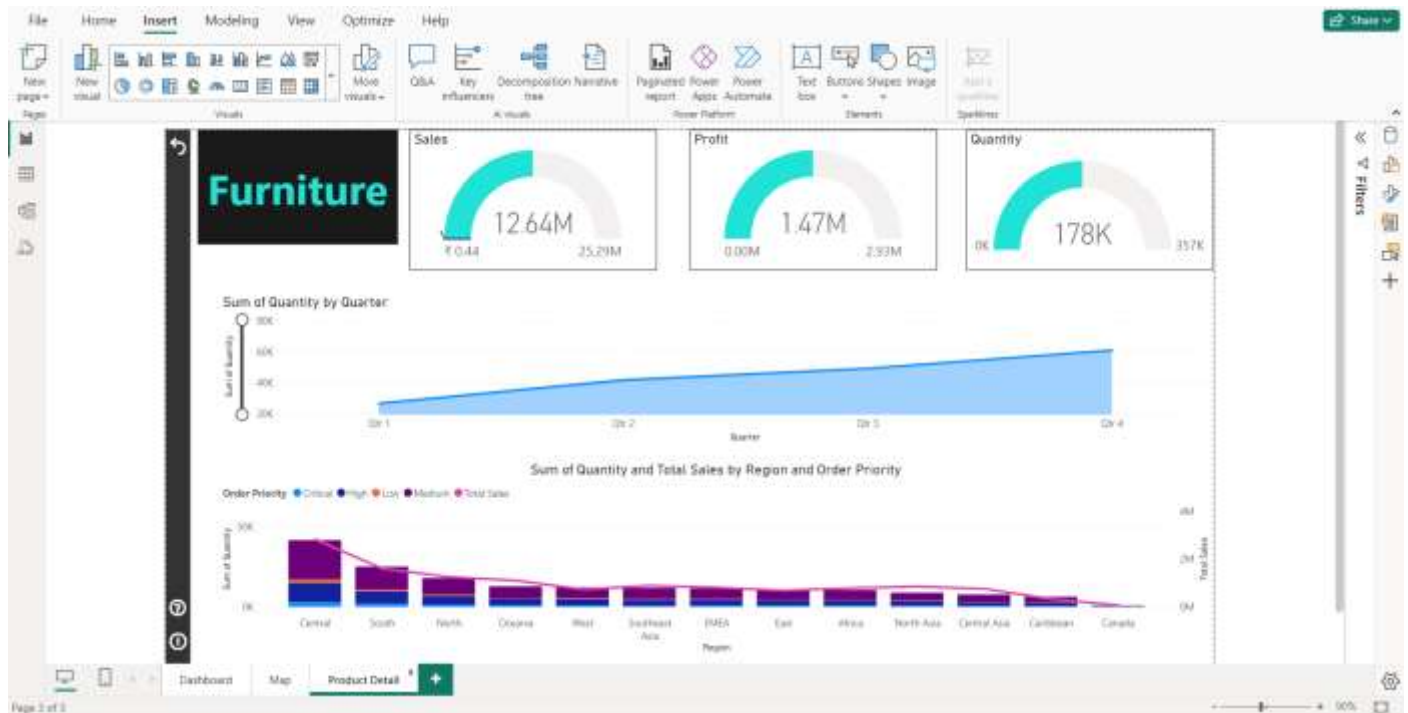 File Home Insert Modeling View Optimize Help
Share
New page
New visual
Move visuals
Q&A
Key influencers
Decomposition tree
Narrative
Paginated report
Power Apps
Power Automate
Text box
Buttons
Shapes
Image
Pages
Visuals
AI visuals
Power Platform
Elements
Sparklines
Filters
Furniture
Sales
12.64M
₹ 0.44
25.29M
Profit
1.47M
0.00M
2.93M
Quantity
178K
0K
357K
Sum of Quantity by Quarter
Sum of Quantity
80K
60K
40K
20K
Qtr 1 Qtr 2 Qtr 3 Qtr 4
Quarter
Sum of Quantity and Total Sales by Region and Order Priority
Order Priority Critical High Low Medium Total Sales
Sum of Quantity
50K
0K
4M
2M
0M
Total Sales
Central South North Oceania West Southeast Asia EMEA East Africa North Asia Central Asia Caribbean Canada
Region
Dashboard Map Product Detail
90%